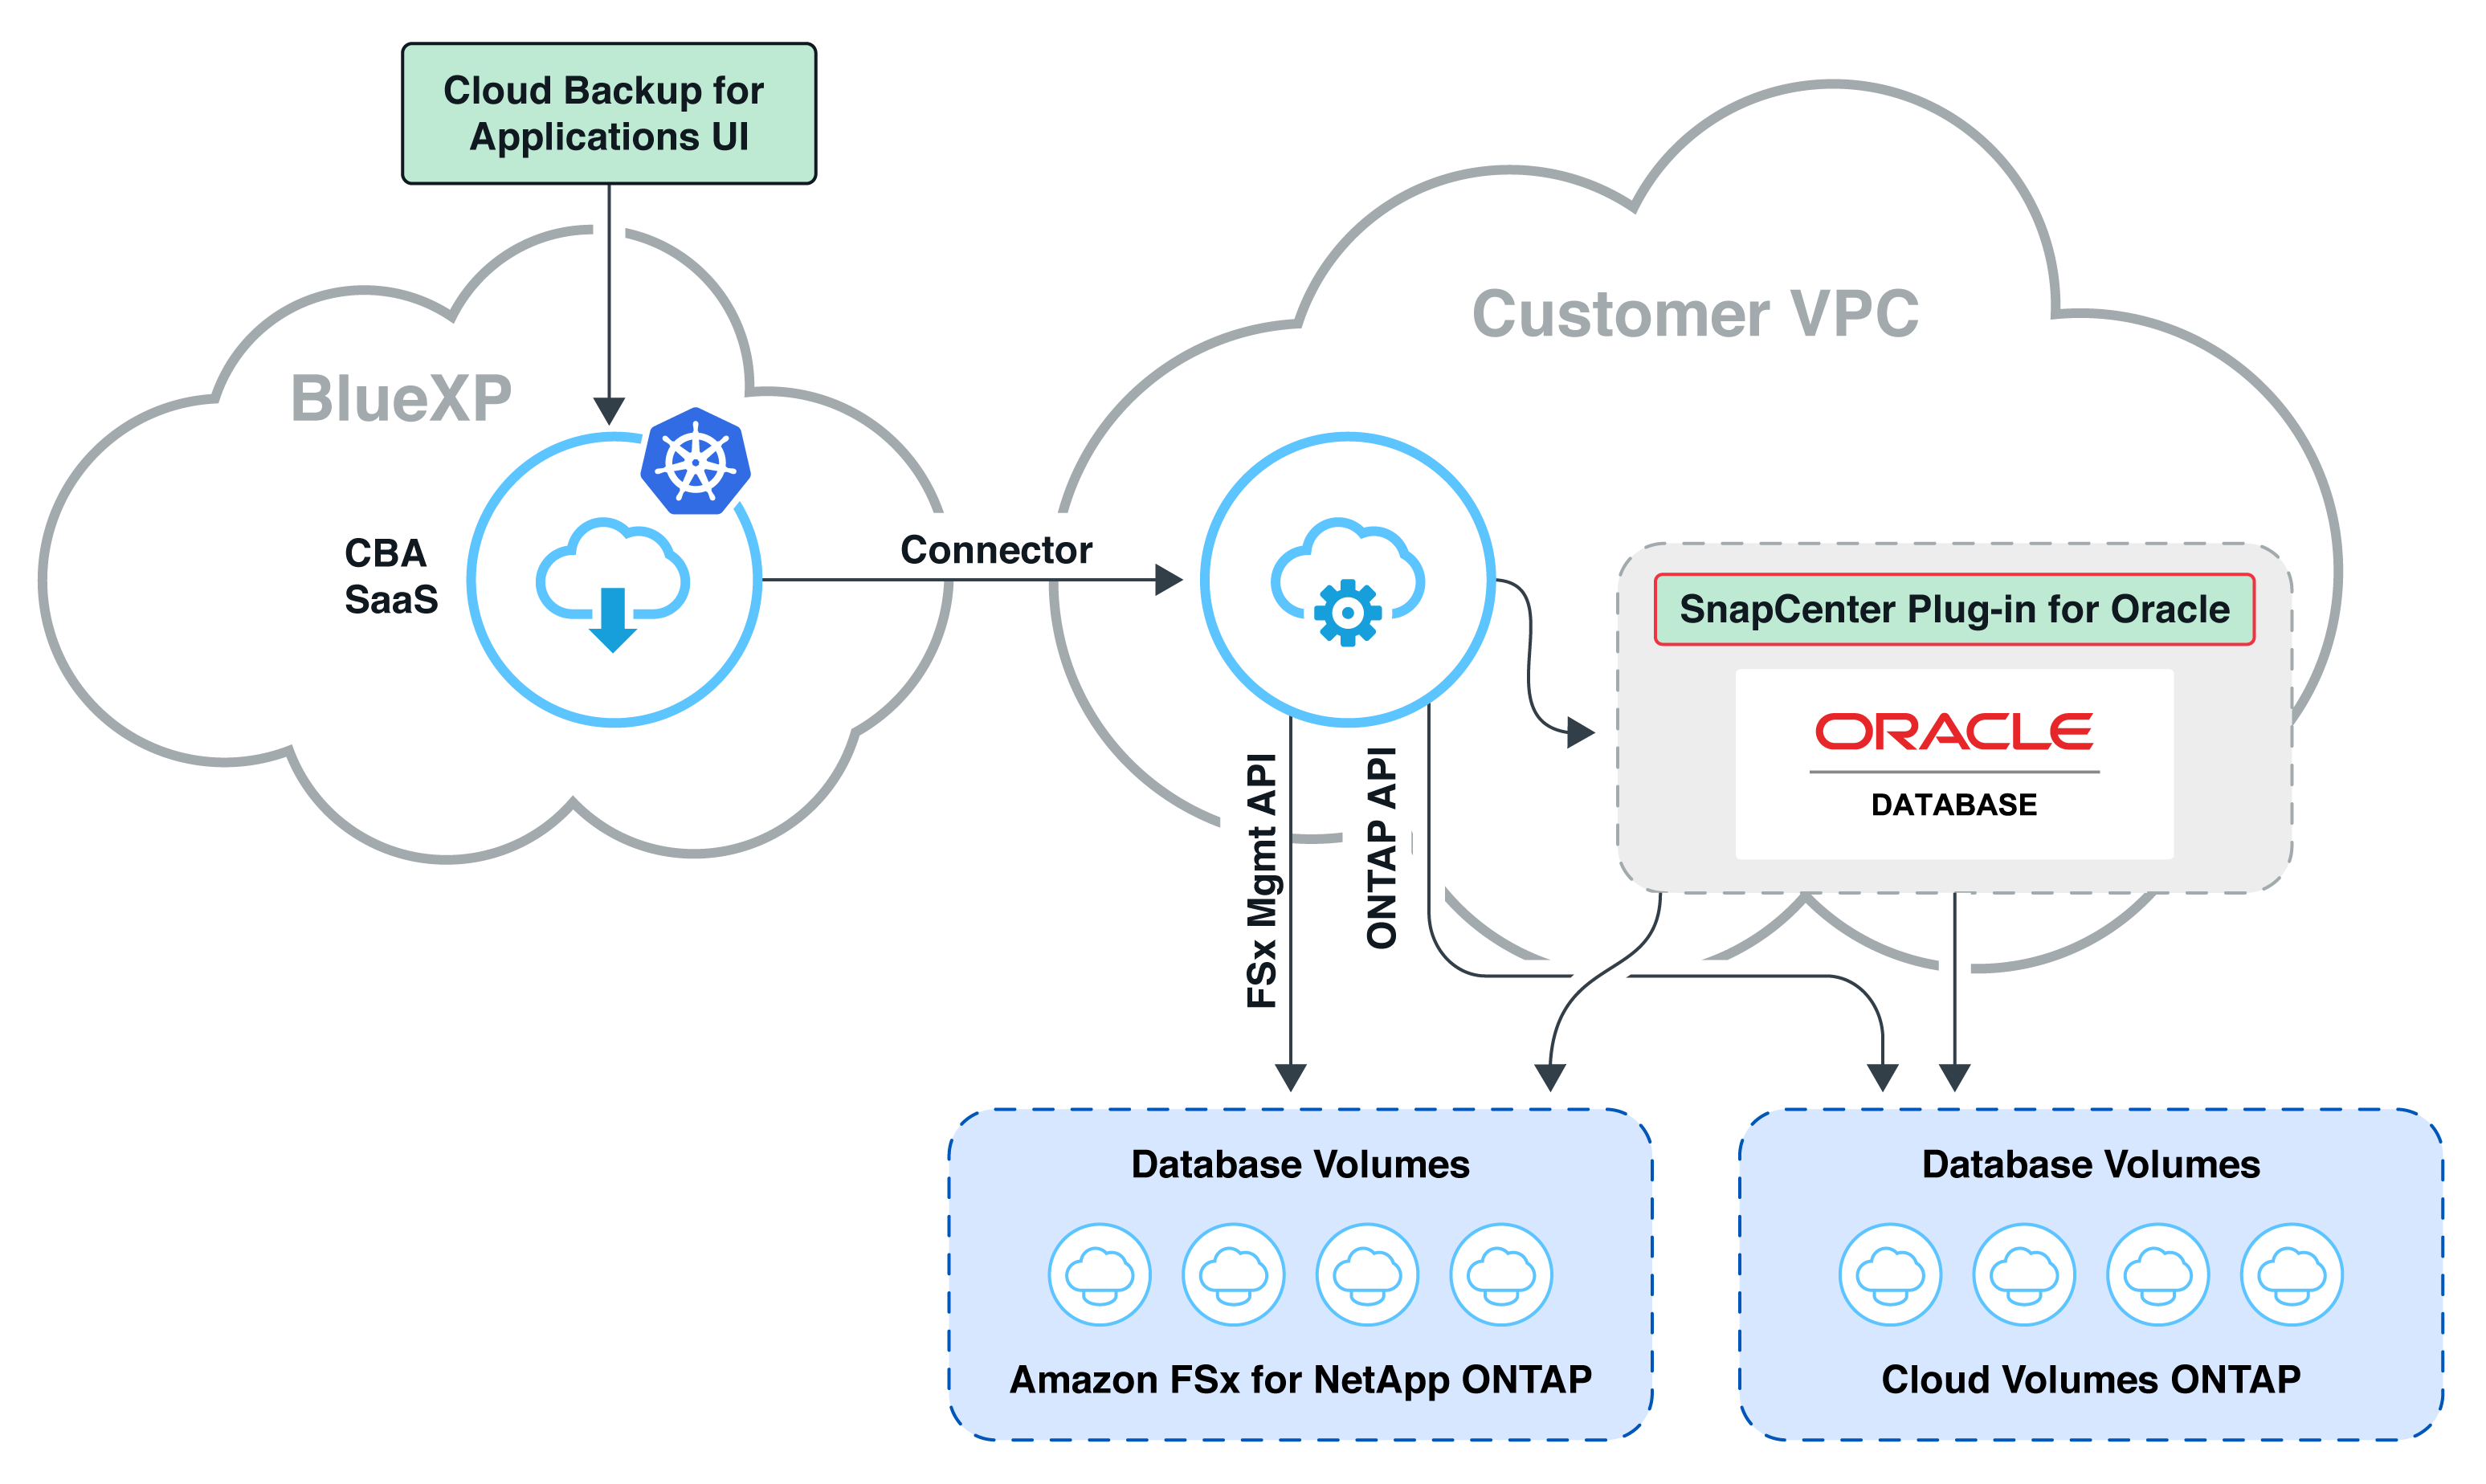 Cloud Backup for
Applications UI
BlueXP
Customer VPC
CBA
SaaS
Connector
SnapCenter Plug-in for Oracle
ORACLE
DATABASE
FSx Mgmt API
ONTAP API
Database Volumes
Amazon FSx for NetApp ONTAP
Database Volumes
Cloud Volumes ONTAP